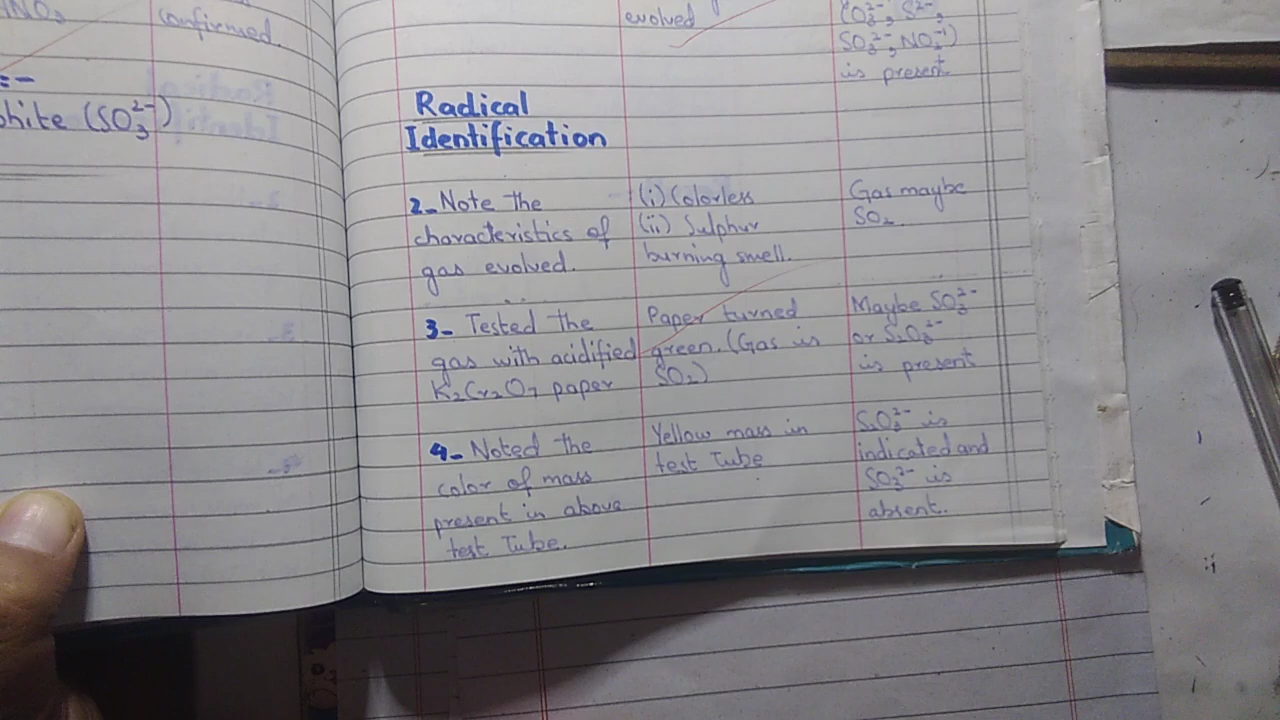 confirmed.
phite (SO₃²⁻)
evolved
SO₃²⁻, NO₂⁻¹)
is present
Radical
Identification
2- Note the
characteristics of
gas evolved.
(i) Colorless
(ii) Sulphur
burning smell.
Gas maybe
SO₂
3- Tested the
gas with acidified
K₂Cr₂O₇ paper
Paper turned
green. (Gas is
SO₂)
Maybe SO₃²⁻
or S₂O₃²⁻
is present
4- Noted the
color of mass
present in above
test Tube.
Yellow mass in
test Tube
S₂O₃²⁻ is
indicated and
SO₃²⁻ is
absent.